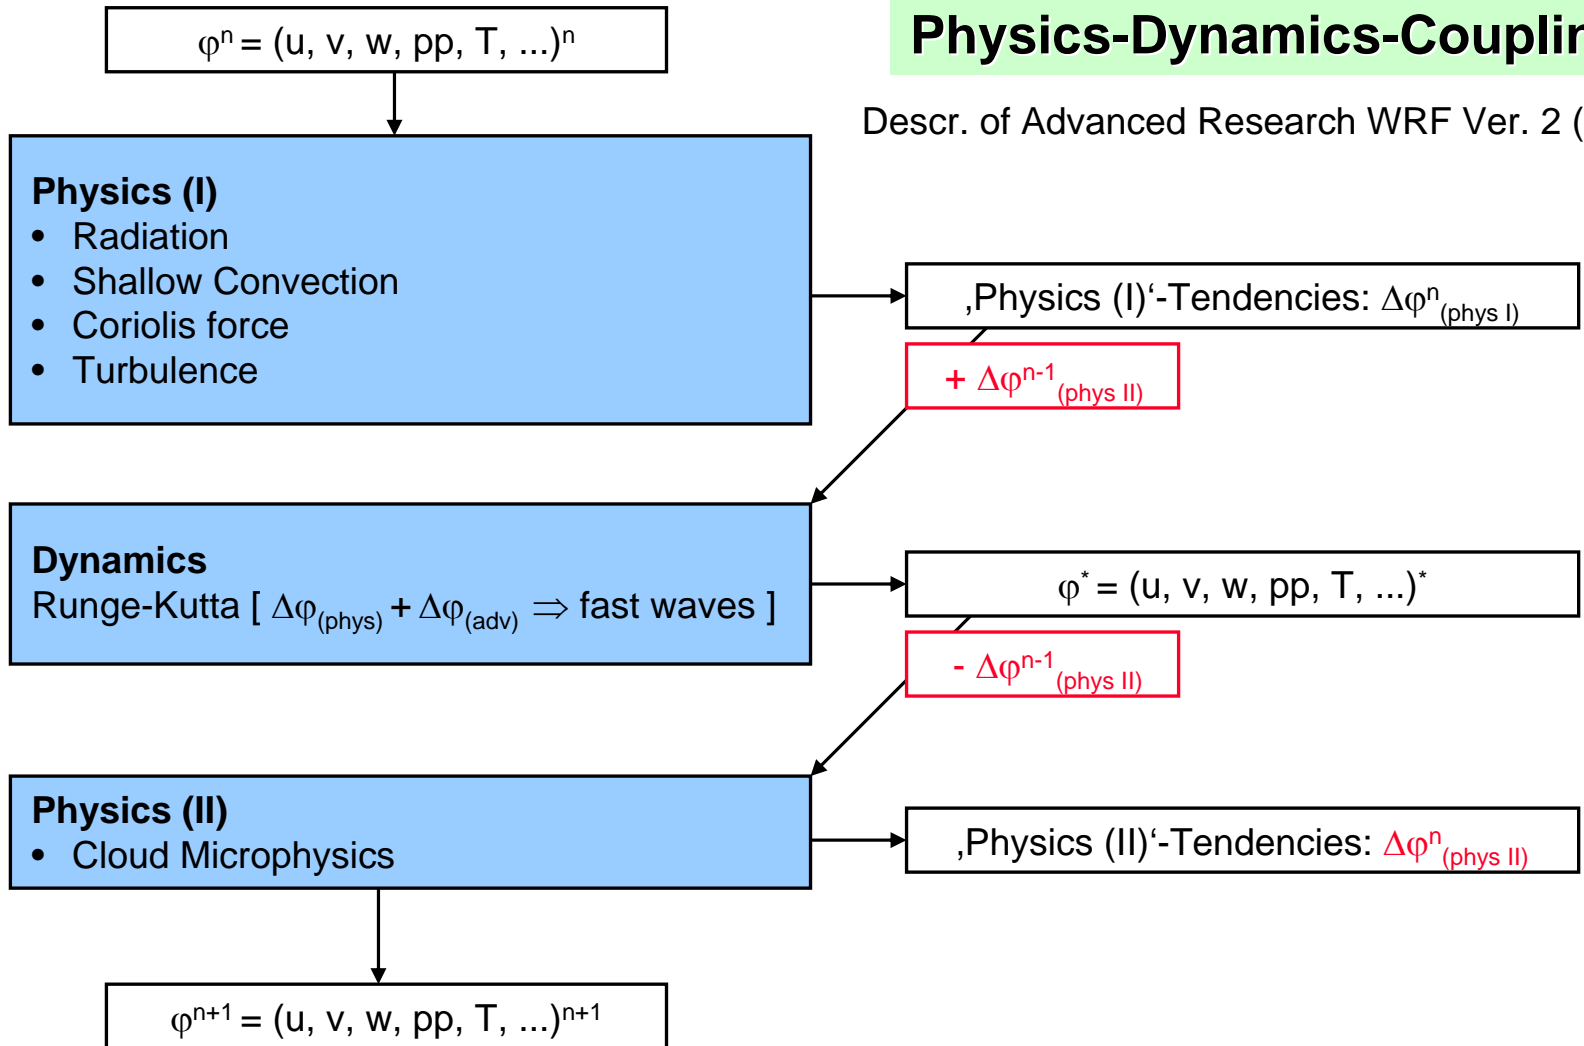 φⁿ = (u, v, w, pp, T, ...)ⁿ
Physics-Dynamics-Couplin
Descr. of Advanced Research WRF Ver. 2 (
Physics (I)
• Radiation
• Shallow Convection
• Coriolis force
• Turbulence
‚Physics (I)‘-Tendencies: Δφⁿ(phys I)
+ Δφⁿ⁻¹(phys II)
Dynamics
Runge-Kutta [ Δφ(phys) + Δφ(adv) ⇒ fast waves ]
φ* = (u, v, w, pp, T, ...)*
- Δφⁿ⁻¹(phys II)
Physics (II)
• Cloud Microphysics
‚Physics (II)‘-Tendencies: Δφⁿ(phys II)
φⁿ⁺¹ = (u, v, w, pp, T, ...)ⁿ⁺¹